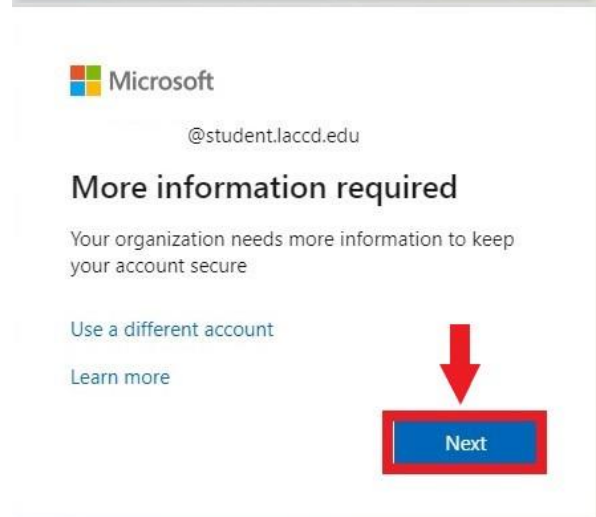 Microsoft
@student.laccd.edu
More information required
Your organization needs more information to keep
your account secure
Use a different account
Learn more
Next